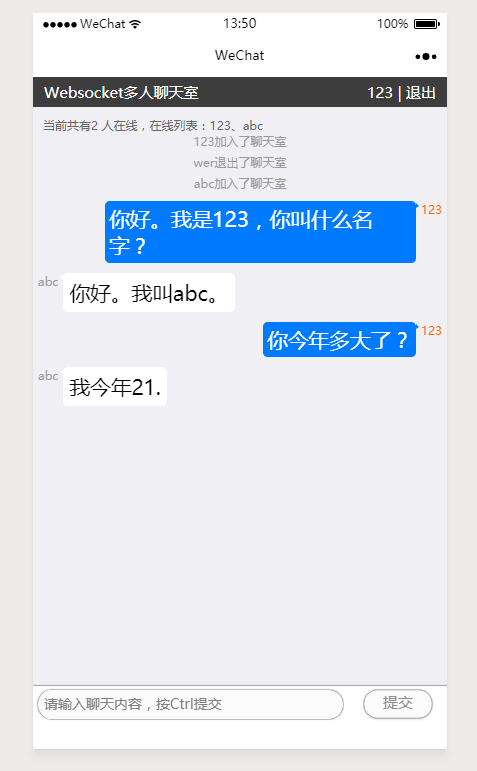 WeChat 13:50 100%
WeChat
Websocket多人聊天室 123 | 退出
当前共有2 人在线，在线列表：123、abc
123加入了聊天室
wer退出了聊天室
abc加入了聊天室
123
你好。我是123，你叫什么名
字？
abc
你好。我叫abc。
123
你今年多大了？
abc
我今年21.
请输入聊天内容，按Ctrl提交 提交